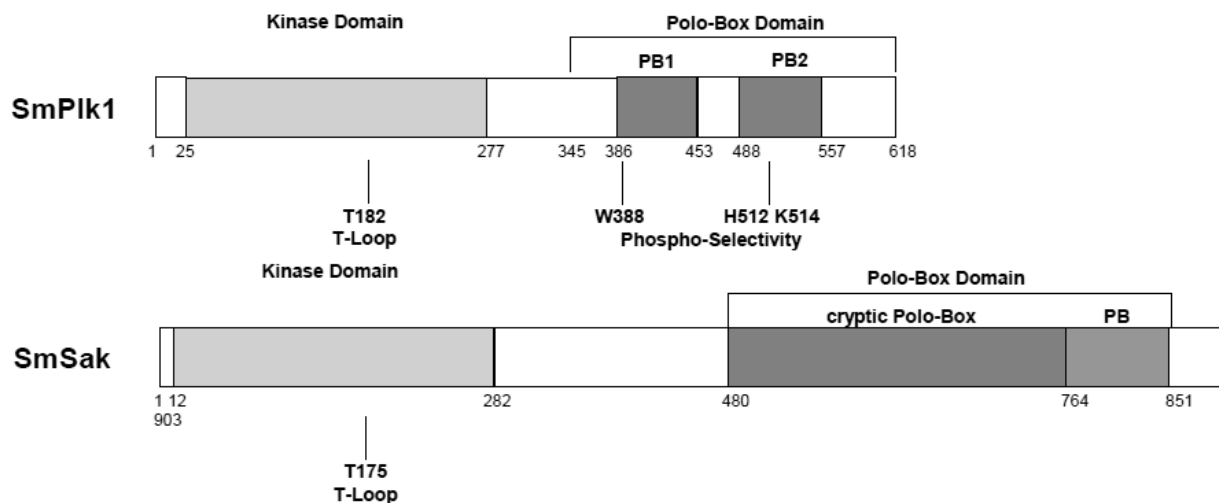 Kinase Domain Polo-Box Domain
PB1 PB2
SmPlk1
1 25 277 345 386 453 488 557 618
T182 W388 H512 K514
T-Loop Phospho-Selectivity
Kinase Domain Polo-Box Domain
cryptic Polo-Box PB
SmSak
1 12 282 480 764 851
903
T175
T-Loop